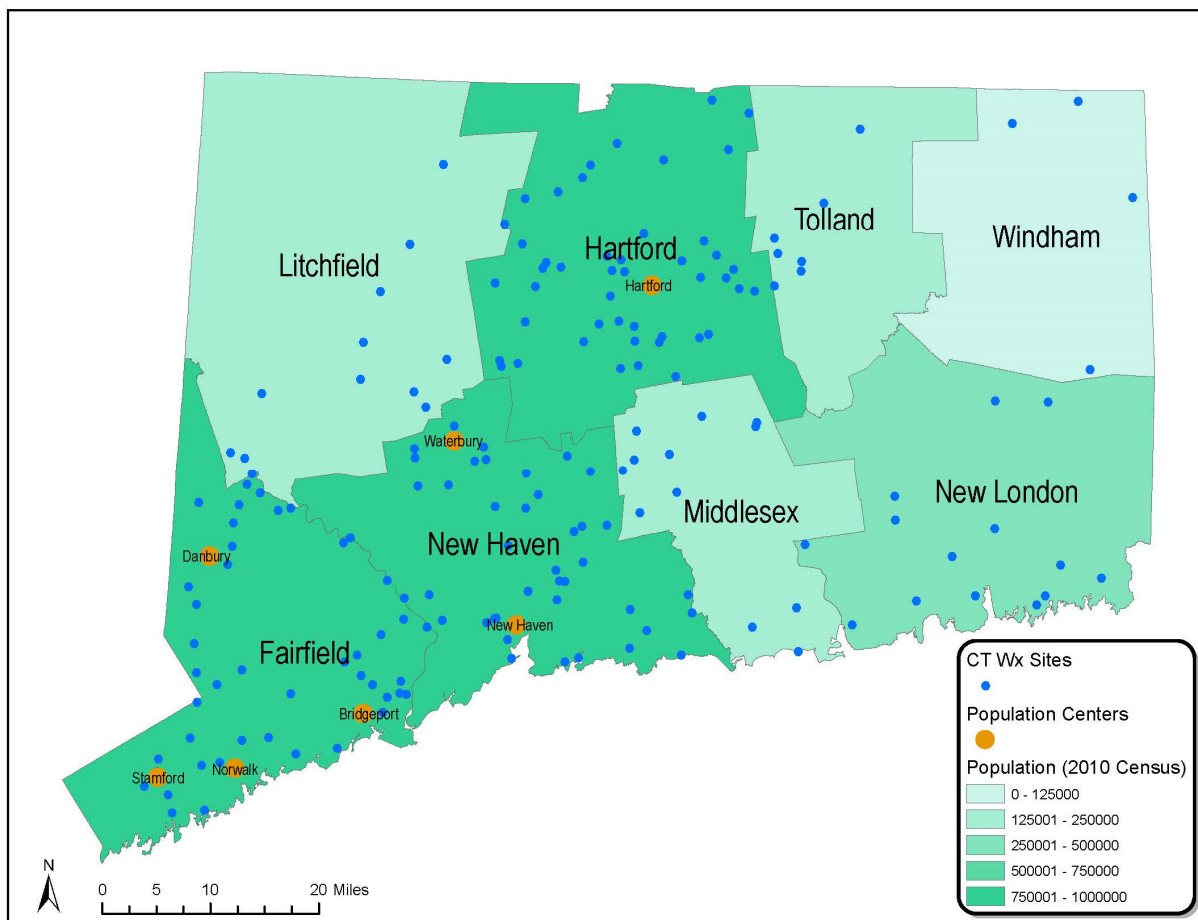 Tolland
Windham
Hartford
Litchfield
Hartford
Waterbury
New London
Middlesex
New Haven
Danbury
New Haven
Fairfield
Bridgeport
Norwalk
Stamford
CT Wx Sites
Population Centers
Population (2010 Census)
0 - 125000
125001 - 250000
250001 - 500000
500001 - 750000
750001 - 1000000
N
0 5 10 20 Miles